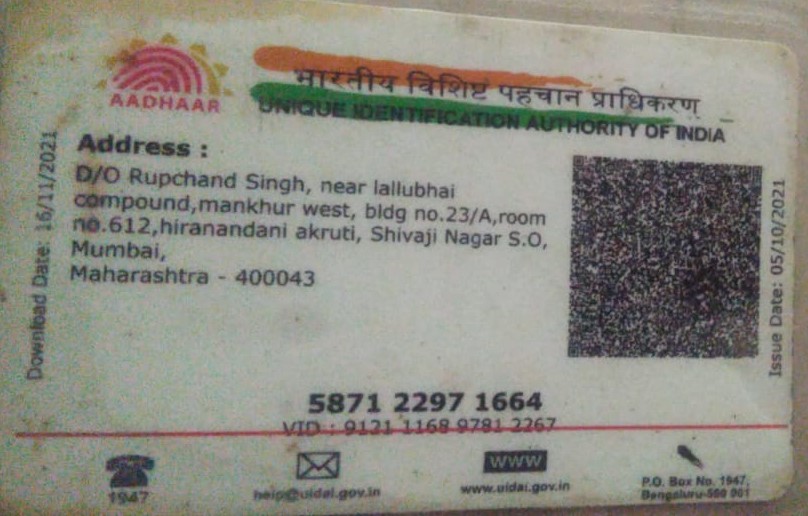 AADHAAR
भारतीय विशिष्ट पहचान प्राधिकरण
UNIQUE IDENTIFICATION AUTHORITY OF INDIA
Address :
D/O Rupchand Singh, near lallubhai
compound,mankhur west, bldg no.23/A,room
no.612,hiranandani akruti, Shivaji Nagar S.O,
Mumbai,
Maharashtra - 400043
Download Date: 16/11/2021
Issue Date: 05/10/2021
5871 2297 1664
VID : 9121 1168 9781 2267
1947
help@uidai.gov.in
WWW
www.uidai.gov.in
P.O. Box No. 1947,
Bengaluru-560 001